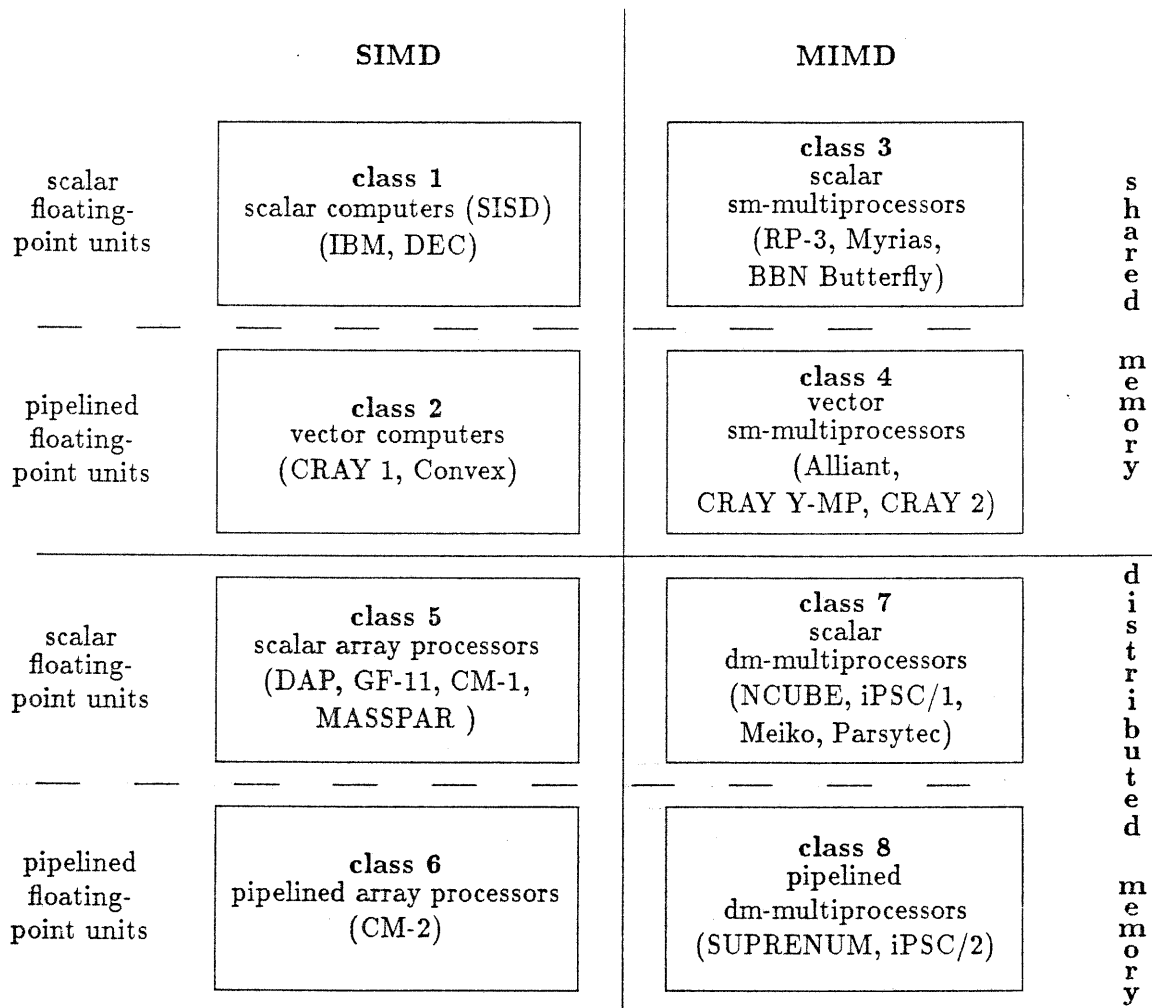 SIMD
MIMD
scalar
floating-
point units
class 1
scalar computers (SISD)
(IBM, DEC)
class 3
scalar
sm-multiprocessors
(RP-3, Myrias,
BBN Butterfly)
pipelined
floating-
point units
class 2
vector computers
(CRAY 1, Convex)
class 4
vector
sm-multiprocessors
(Alliant,
CRAY Y-MP, CRAY 2)
shared memory
scalar
floating-
point units
class 5
scalar array processors
(DAP, GF-11, CM-1,
MASSPAR )
class 7
scalar
dm-multiprocessors
(NCUBE, iPSC/1,
Meiko, Parsytec)
pipelined
floating-
point units
class 6
pipelined array processors
(CM-2)
class 8
pipelined
dm-multiprocessors
(SUPRENUM, iPSC/2)
distributed memory